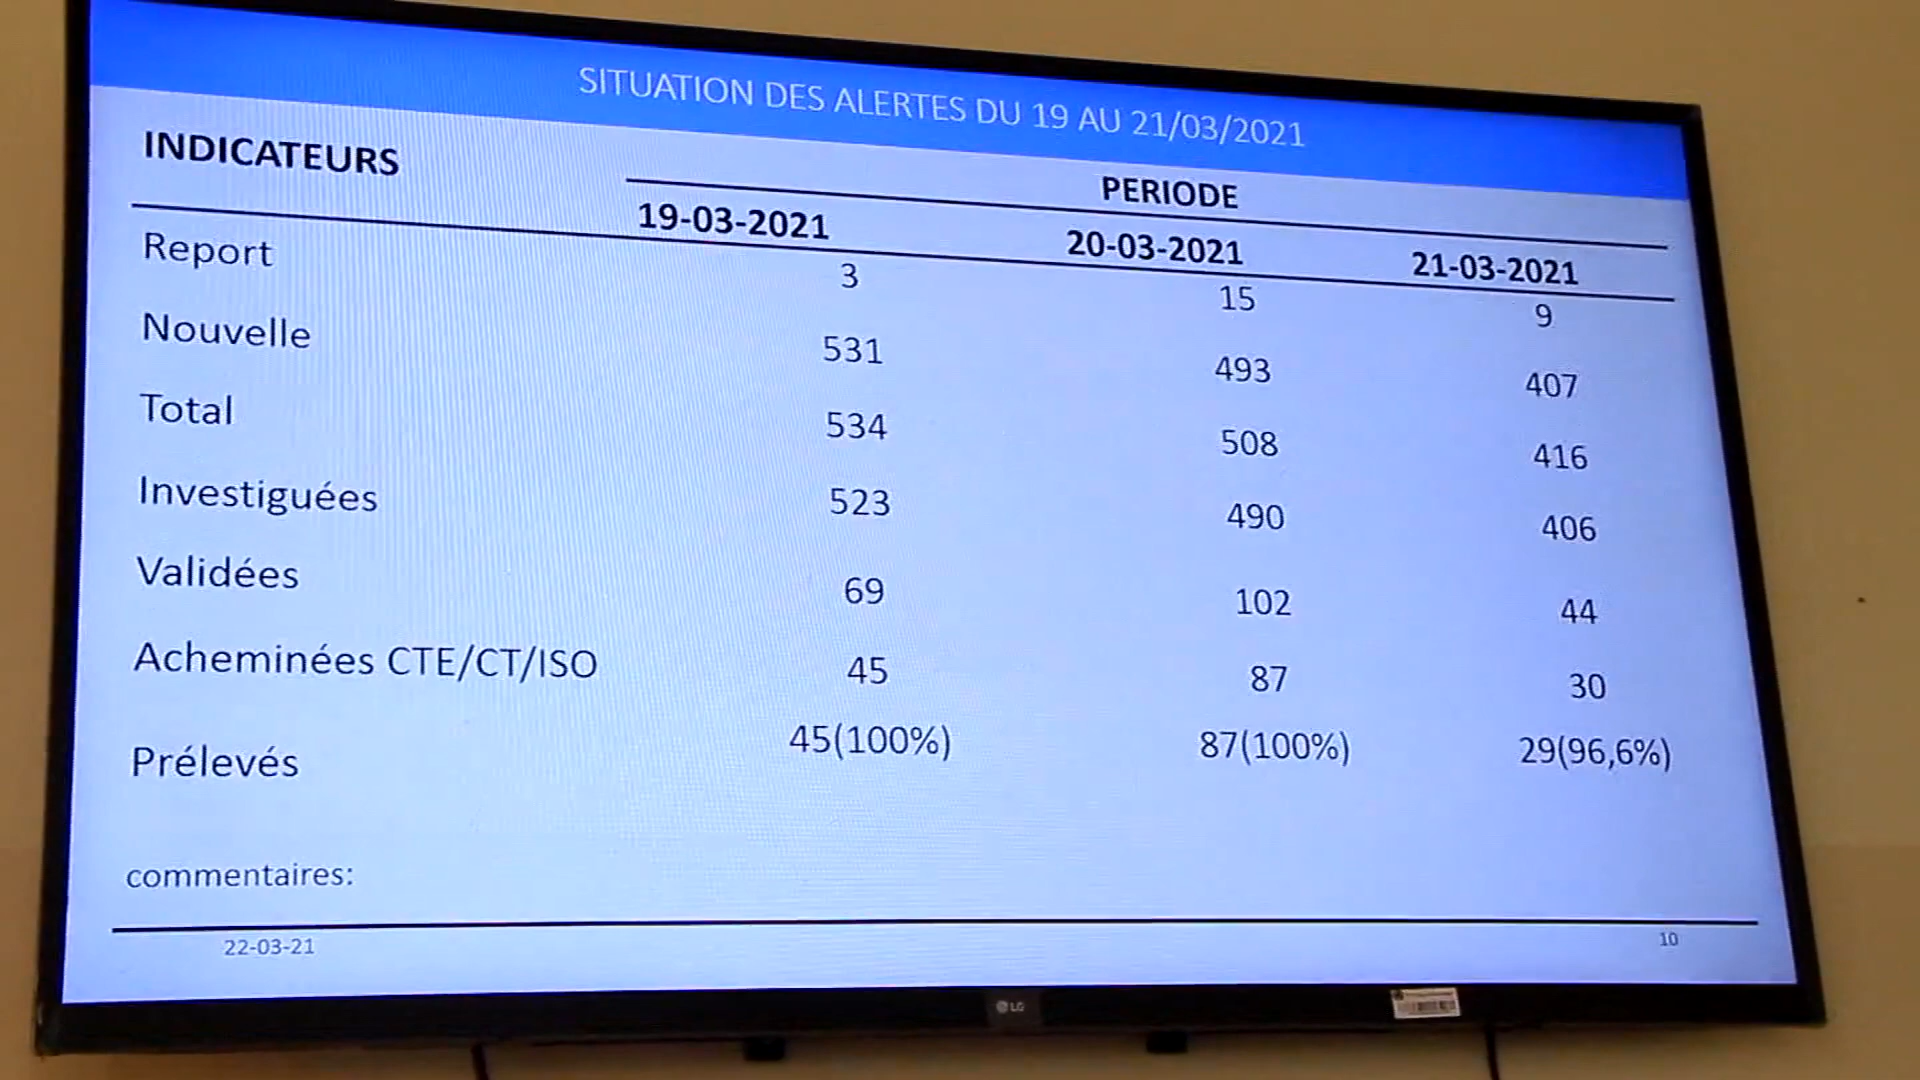 SITUATION DES ALERTES DU 19 AU 21/03/2021
INDICATEURS
PERIODE
19-03-2021 20-03-2021 21-03-2021
Report 3 15 9
Nouvelle 531 493 407
Total 534 508 416
Investiguées 523 490 406
Validées 69 102 44
Acheminées CTE/CT/ISO 45 87 30
Prélevés 45(100%) 87(100%) 29(96,6%)
commentaires:
22-03-21 10
LG